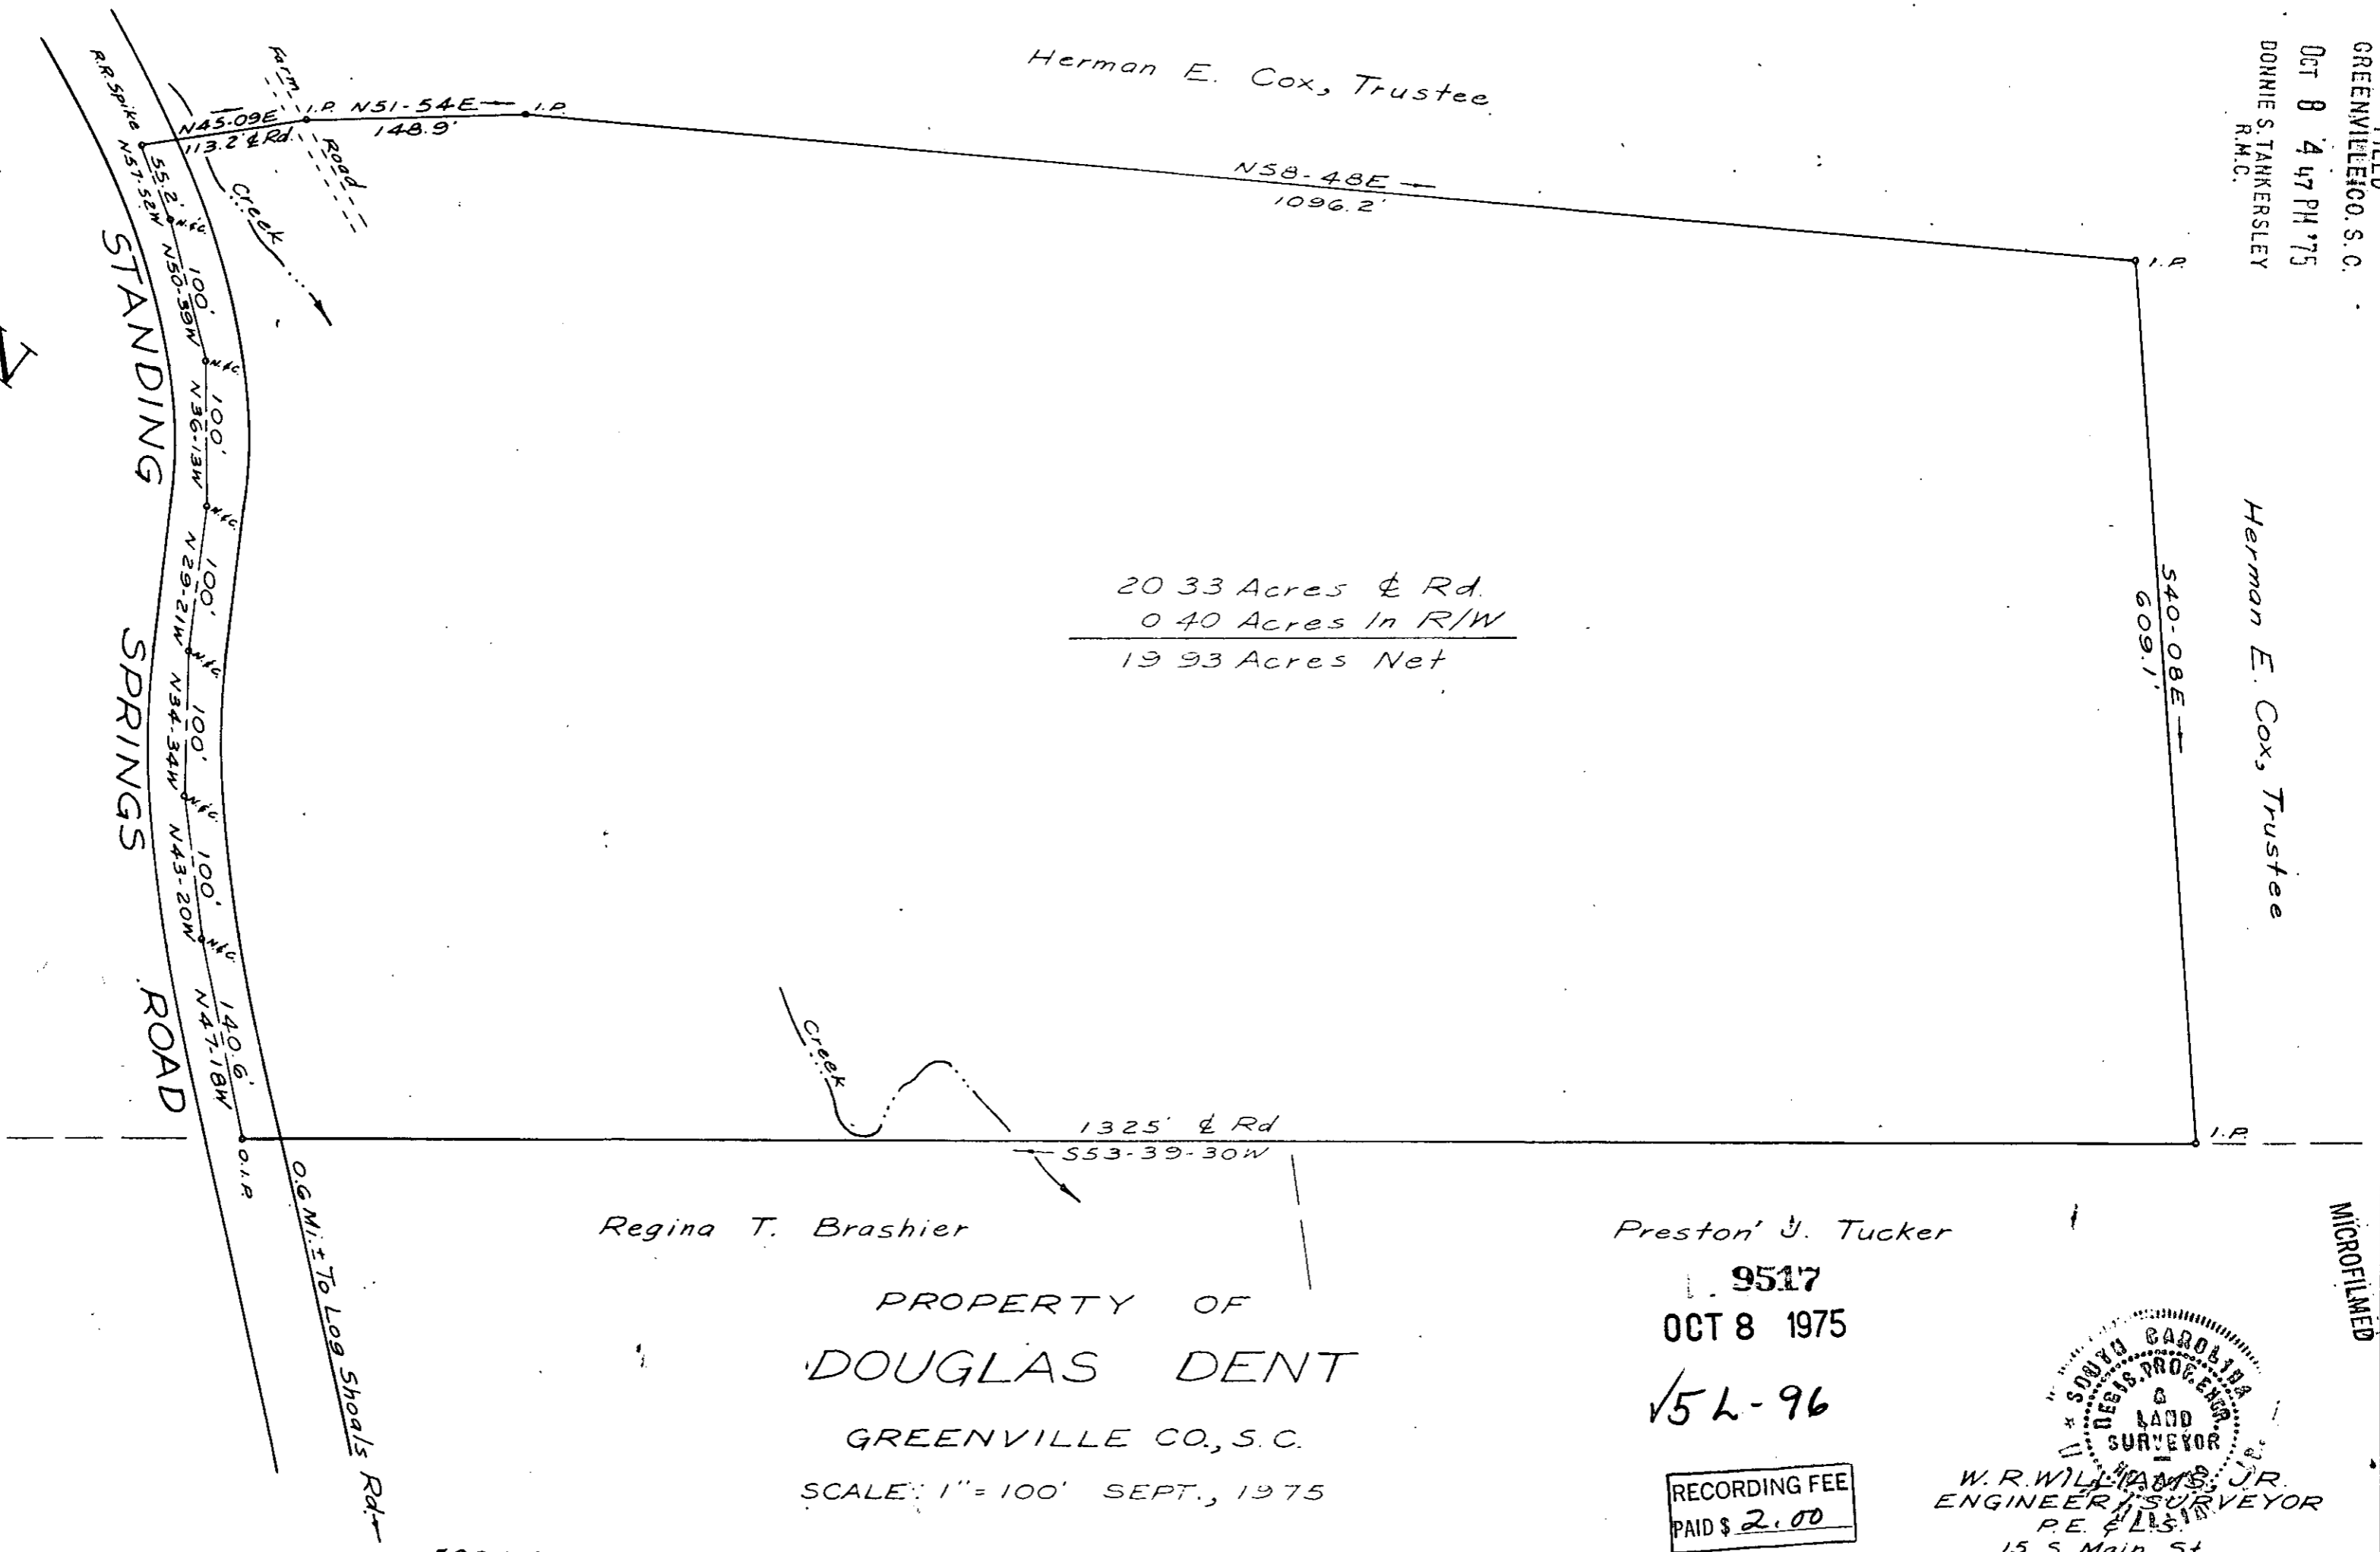 Herman E. Cox, Trustee
GREENVILLE CO. S. C.
OCT 8 4 47 PM '75
DONNIE S. TANKERSLEY
R.M.C.
R.R. Spike
Farm
Road
N45-09E
113.2' ₵ Rd.
I.P. N51-54E I.P.
148.9'
N58-48E
1096.2'
I.P.
Creek
55.2'
N57-52W
N.&C.
100'
N50-39W
N.&C.
100'
N36-13W
N.&C.
100'
N29-21W
N.&C.
100'
N34-34W
N.&C.
100'
N43-20W
N.&C.
140.6'
N47-18W
STANDING SPRINGS ROAD
S40-08E
609.1'
Herman E. Cox, Trustee
20 33 Acres ₵ Rd.
0 40 Acres In R/W
19 93 Acres Net
Creek
1325' ₵ Rd
S53-39-30W
I.P.
O.I.P.
0.6 Mi.± To Log Shoals Rd.
Regina T. Brashier
Preston J. Tucker
PROPERTY OF
DOUGLAS DENT
GREENVILLE CO., S. C.
SCALE: 1" = 100' SEPT., 1975
9517
OCT 8 1975
√5L-96
RECORDING FEE
PAID $ 2.00
MICROFILMED
SOUTH CAROLINA
REGIS. PROF. ENGR.
&
LAND
SURVEYOR
W. R. WILLIAMS, JR.
ENGINEER / SURVEYOR
P.E. & L.S.
15 S. Main St.